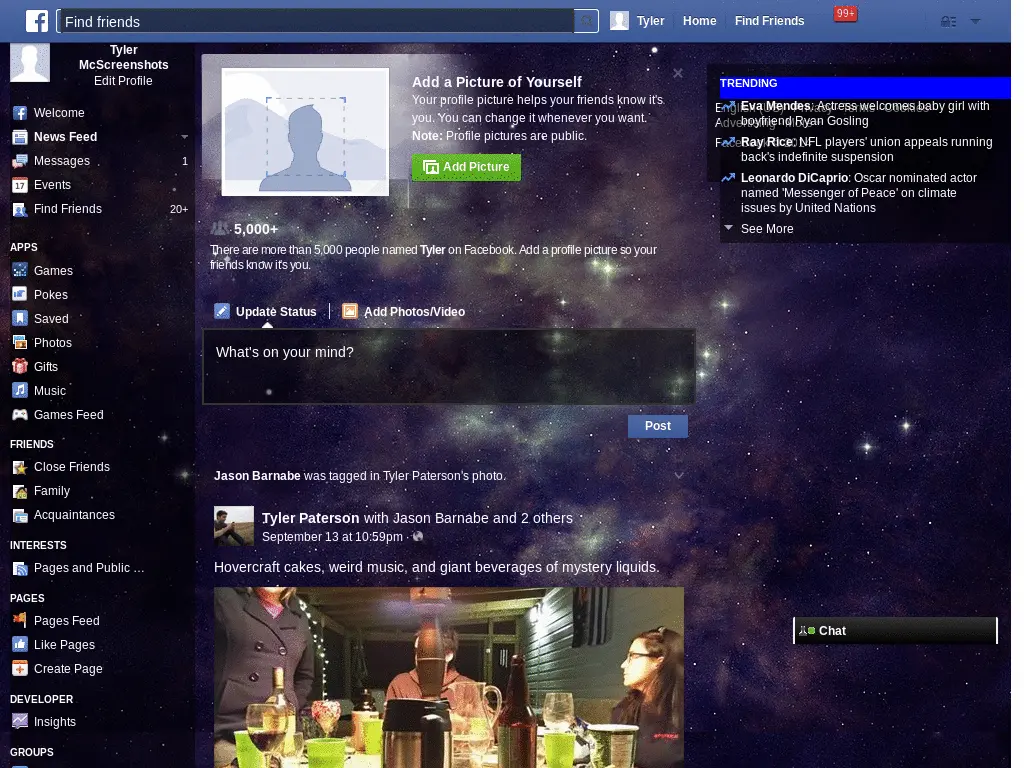 Find friends
Tyler
Home
Find Friends
99+
Tyler
McScreenshots
Edit Profile
Welcome
News Feed
Messages 1
Events
Find Friends 20+
APPS
Games
Pokes
Saved
Photos
Gifts
Music
Games Feed
FRIENDS
Close Friends
Family
Acquaintances
INTERESTS
Pages and Public ...
PAGES
Pages Feed
Like Pages
Create Page
DEVELOPER
Insights
GROUPS
Add a Picture of Yourself
Your profile picture helps your friends know it's
you. You can change it whenever you want.
Note: Profile pictures are public.
Add Picture
5,000+
There are more than 5,000 people named Tyler on Facebook. Add a profile picture so your
friends know it's you.
Update Status
Add Photos/Video
What's on your mind?
Post
Jason Barnabe was tagged in Tyler Paterson's photo.
Tyler Paterson with Jason Barnabe and 2 others
September 13 at 10:59pm ·
Hovercraft cakes, weird music, and giant beverages of mystery liquids.
TRENDING
Eva Mendes: Actress welcomes baby girl with
boyfriend Ryan Gosling
Ray Rice: NFL players' union appeals running
back's indefinite suspension
Leonardo DiCaprio: Oscar nominated actor
named 'Messenger of Peace' on climate
issues by United Nations
See More
Chat